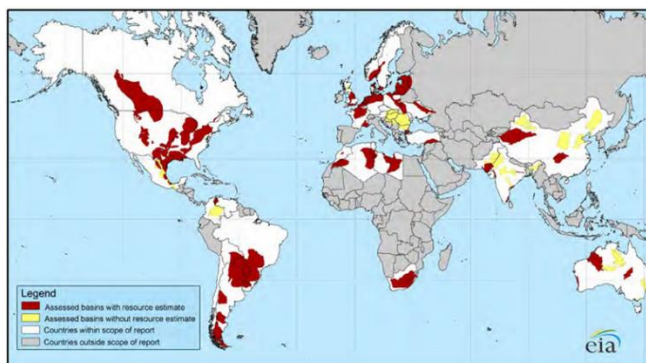 Legend
Assessed basins with resource estimate
Assessed basins without resource estimate
Countries within scope of report
Countries outside scope of report
eia